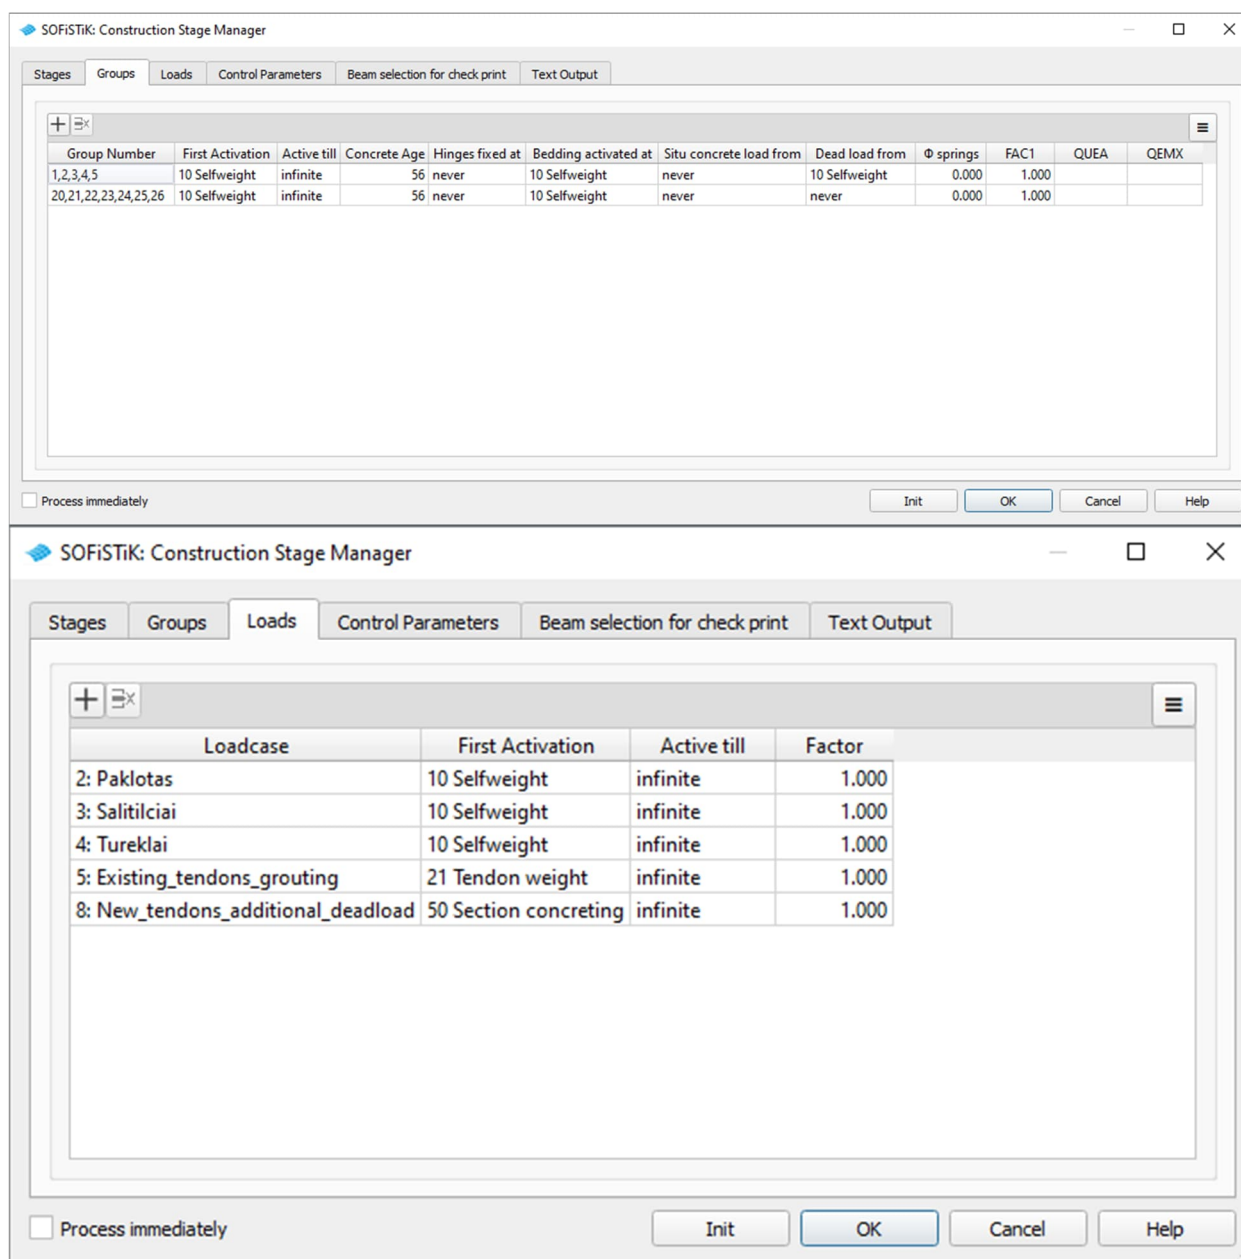 SOFiSTiK: Construction Stage Manager
Stages Groups Loads Control Parameters Beam selection for check print Text Output
Group Number First Activation Active till Concrete Age Hinges fixed at Bedding activated at Situ concrete load from Dead load from Φ springs FAC1 QUEA QEMX
1,2,3,4,5 10 Selfweight infinite 56 never 10 Selfweight never 10 Selfweight 0.000 1.000
20,21,22,23,24,25,26 10 Selfweight infinite 56 never 10 Selfweight never never 0.000 1.000
Process immediately Init OK Cancel Help
SOFiSTiK: Construction Stage Manager
Stages Groups Loads Control Parameters Beam selection for check print Text Output
Loadcase First Activation Active till Factor
2: Paklotas 10 Selfweight infinite 1.000
3: Salitilciai 10 Selfweight infinite 1.000
4: Tureklai 10 Selfweight infinite 1.000
5: Existing_tendons_grouting 21 Tendon weight infinite 1.000
8: New_tendons_additional_deadload 50 Section concreting infinite 1.000
Process immediately Init OK Cancel Help